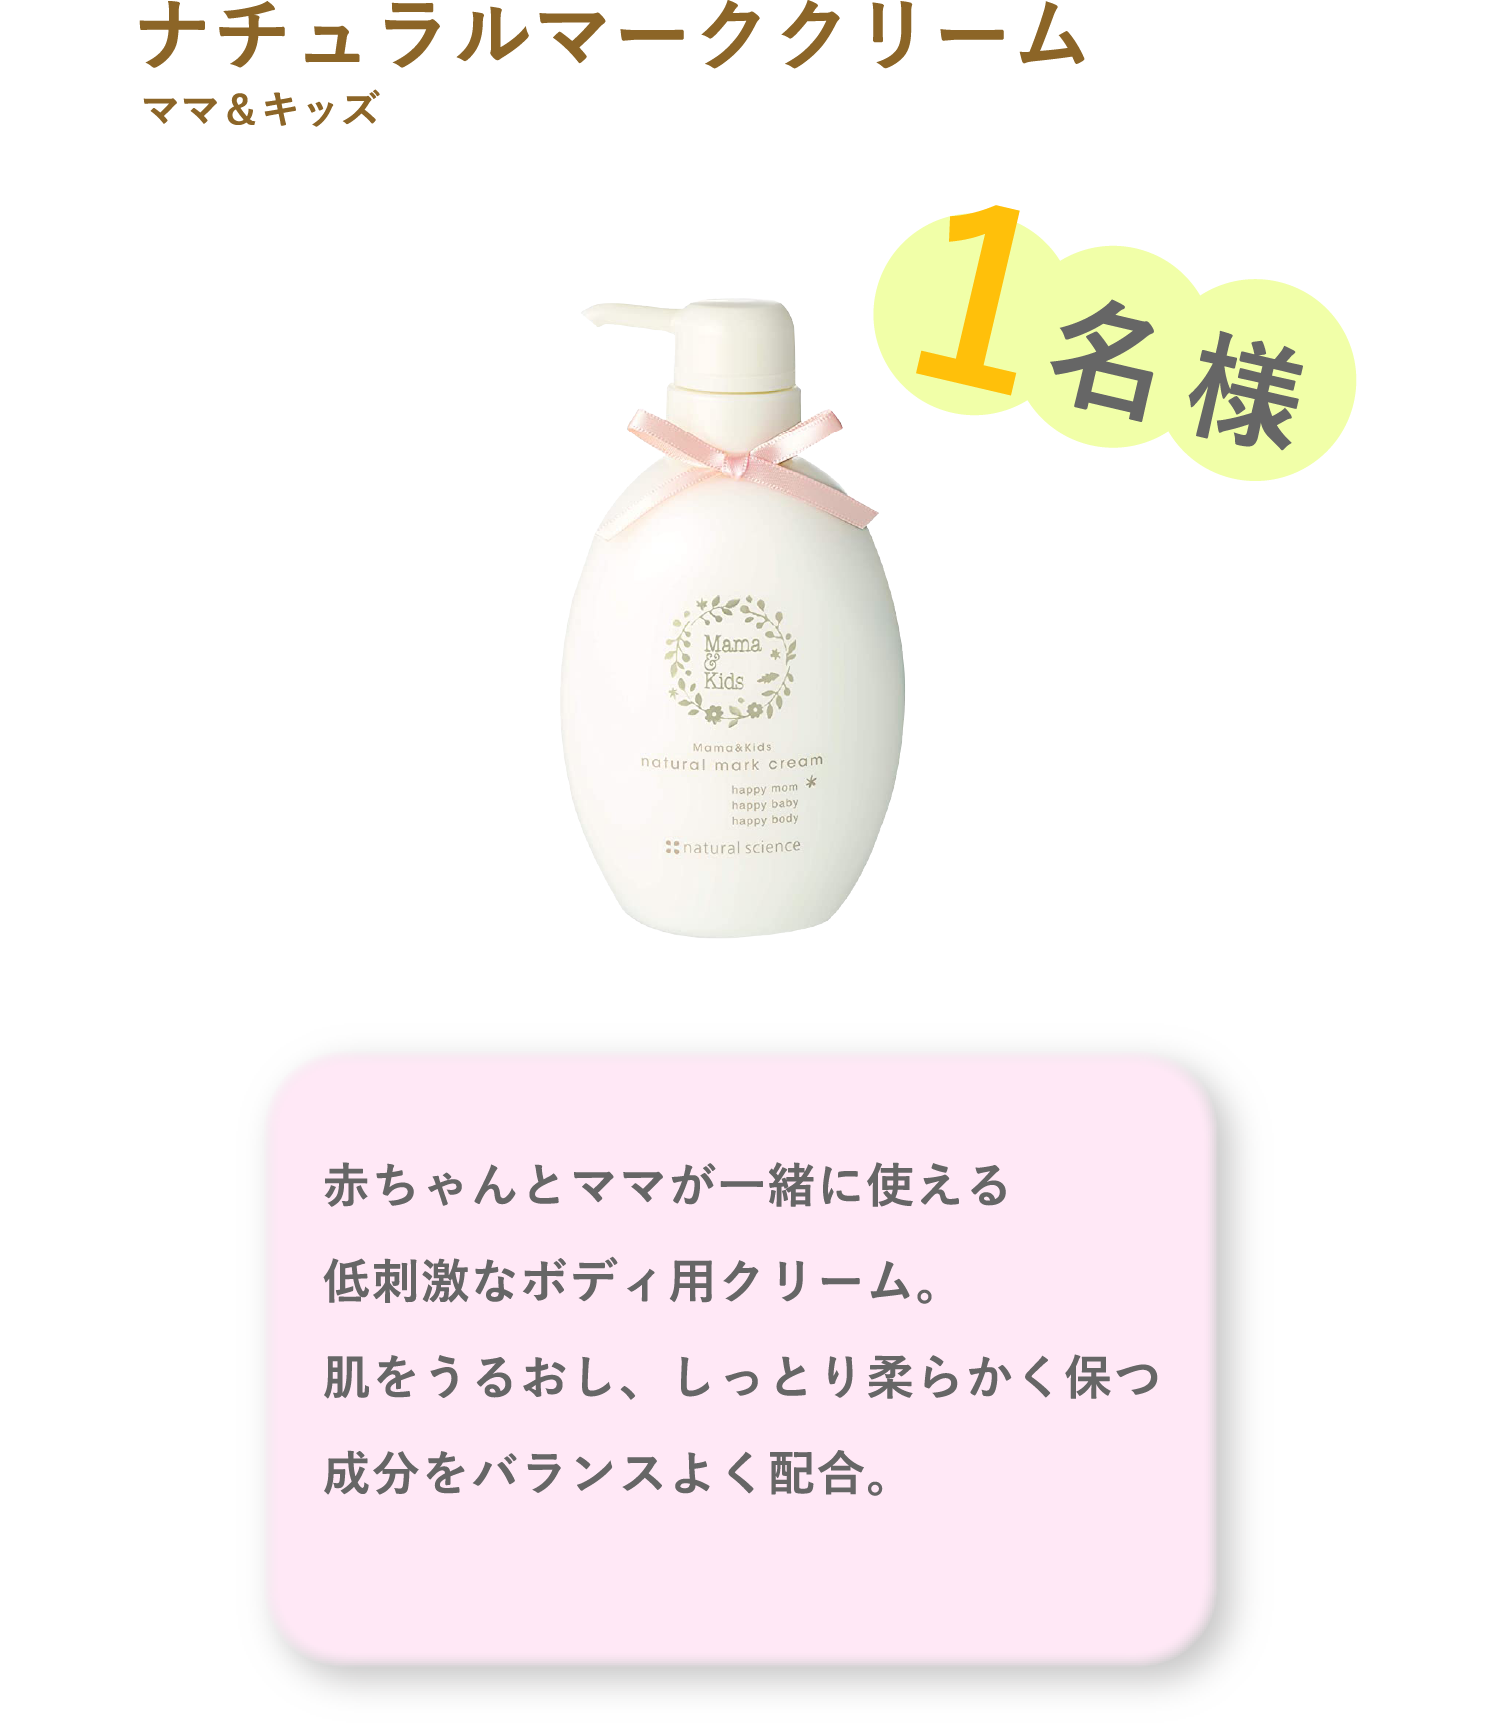 ナチュラルマーククリーム
ママ＆キッズ
1名様
Mama
&
Kids
Mama&Kids
natural mark cream
happy mom
happy baby
happy body
natural science
赤ちゃんとママが一緒に使える
低刺激なボディ用クリーム。
肌をうるおし、しっとり柔らかく保つ
成分をバランスよく配合。